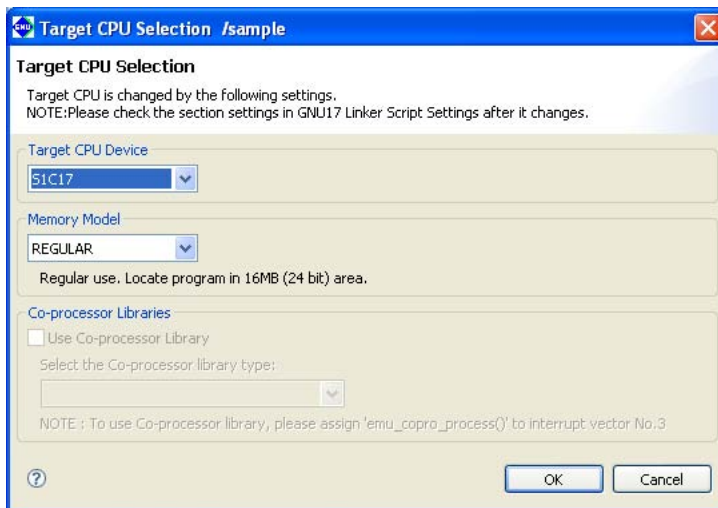 GNU Target CPU Selection /sample
Target CPU Selection
Target CPU is changed by the following settings.
NOTE:Please check the section settings in GNU17 Linker Script Settings after it changes.
Target CPU Device
S1C17
Memory Model
REGULAR
Regular use. Locate program in 16MB (24 bit) area.
Co-processor Libraries
Use Co-processor Library
Select the Co-processor library type:
NOTE : To use Co-processor library, please assign 'emu_copro_process()' to interrupt vector No.3
?
OK Cancel